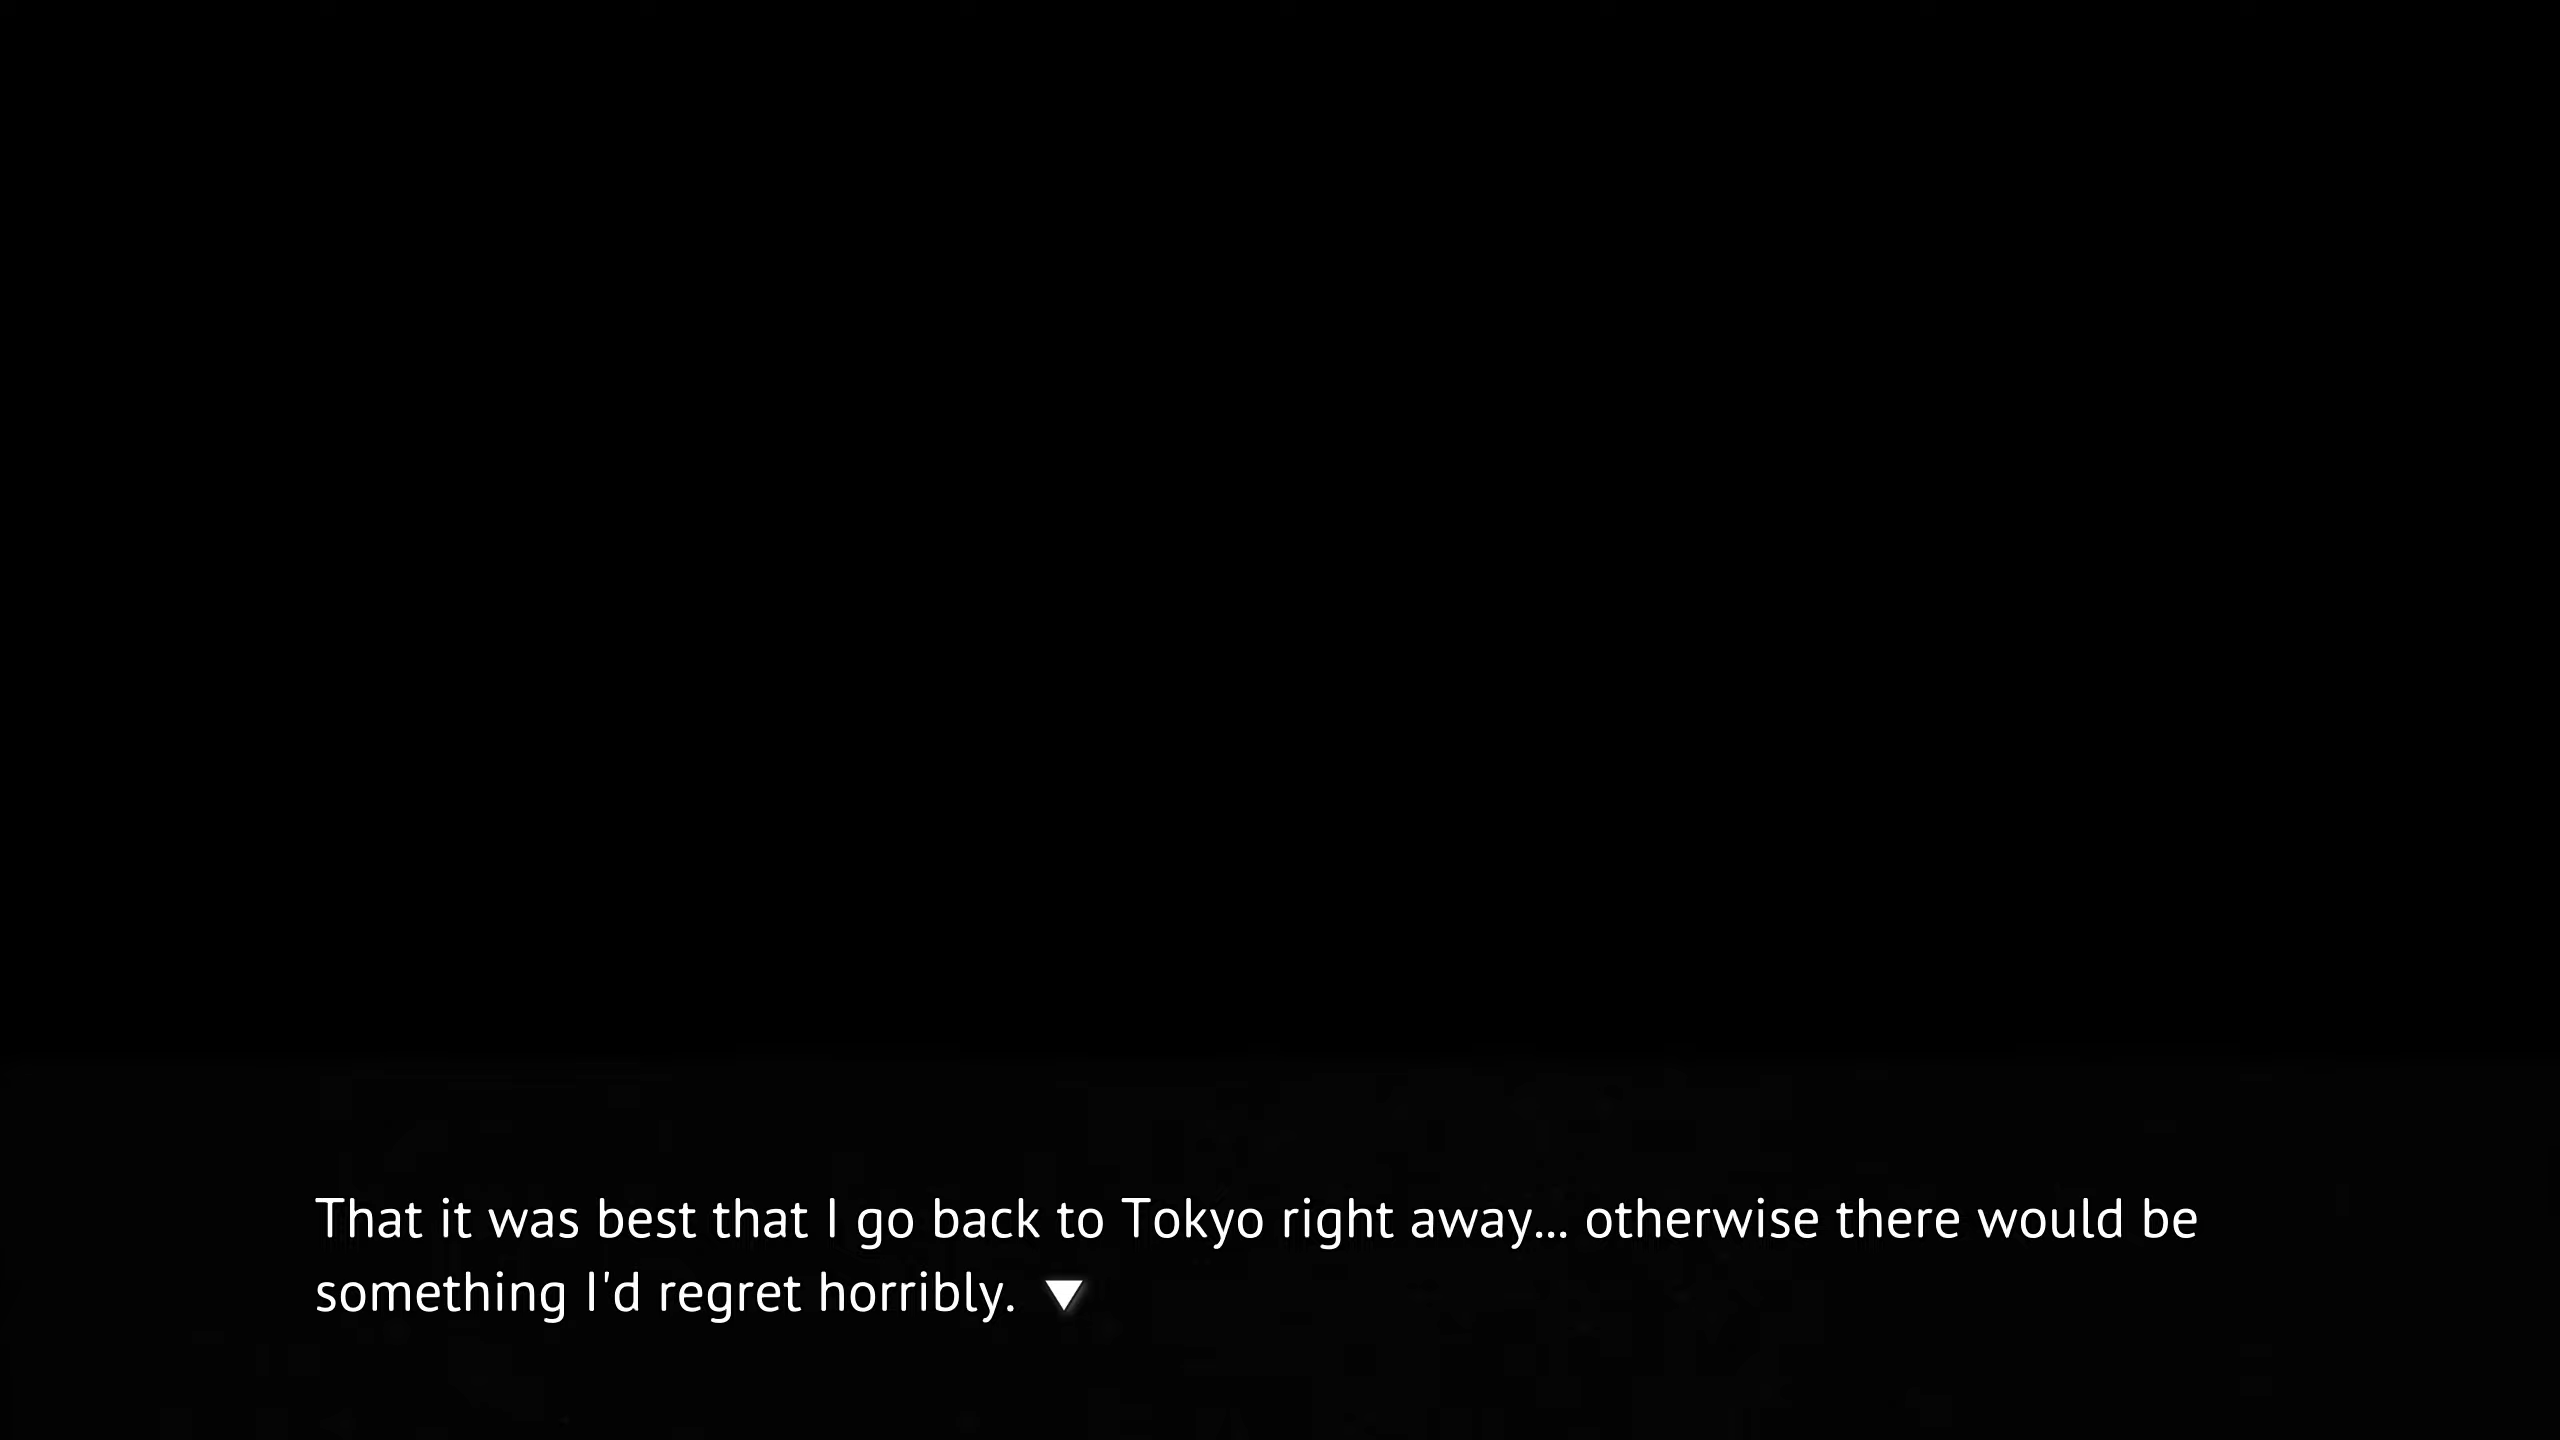 That it was best that I go back to Tokyo right away... otherwise there would be
something I'd regret horribly.